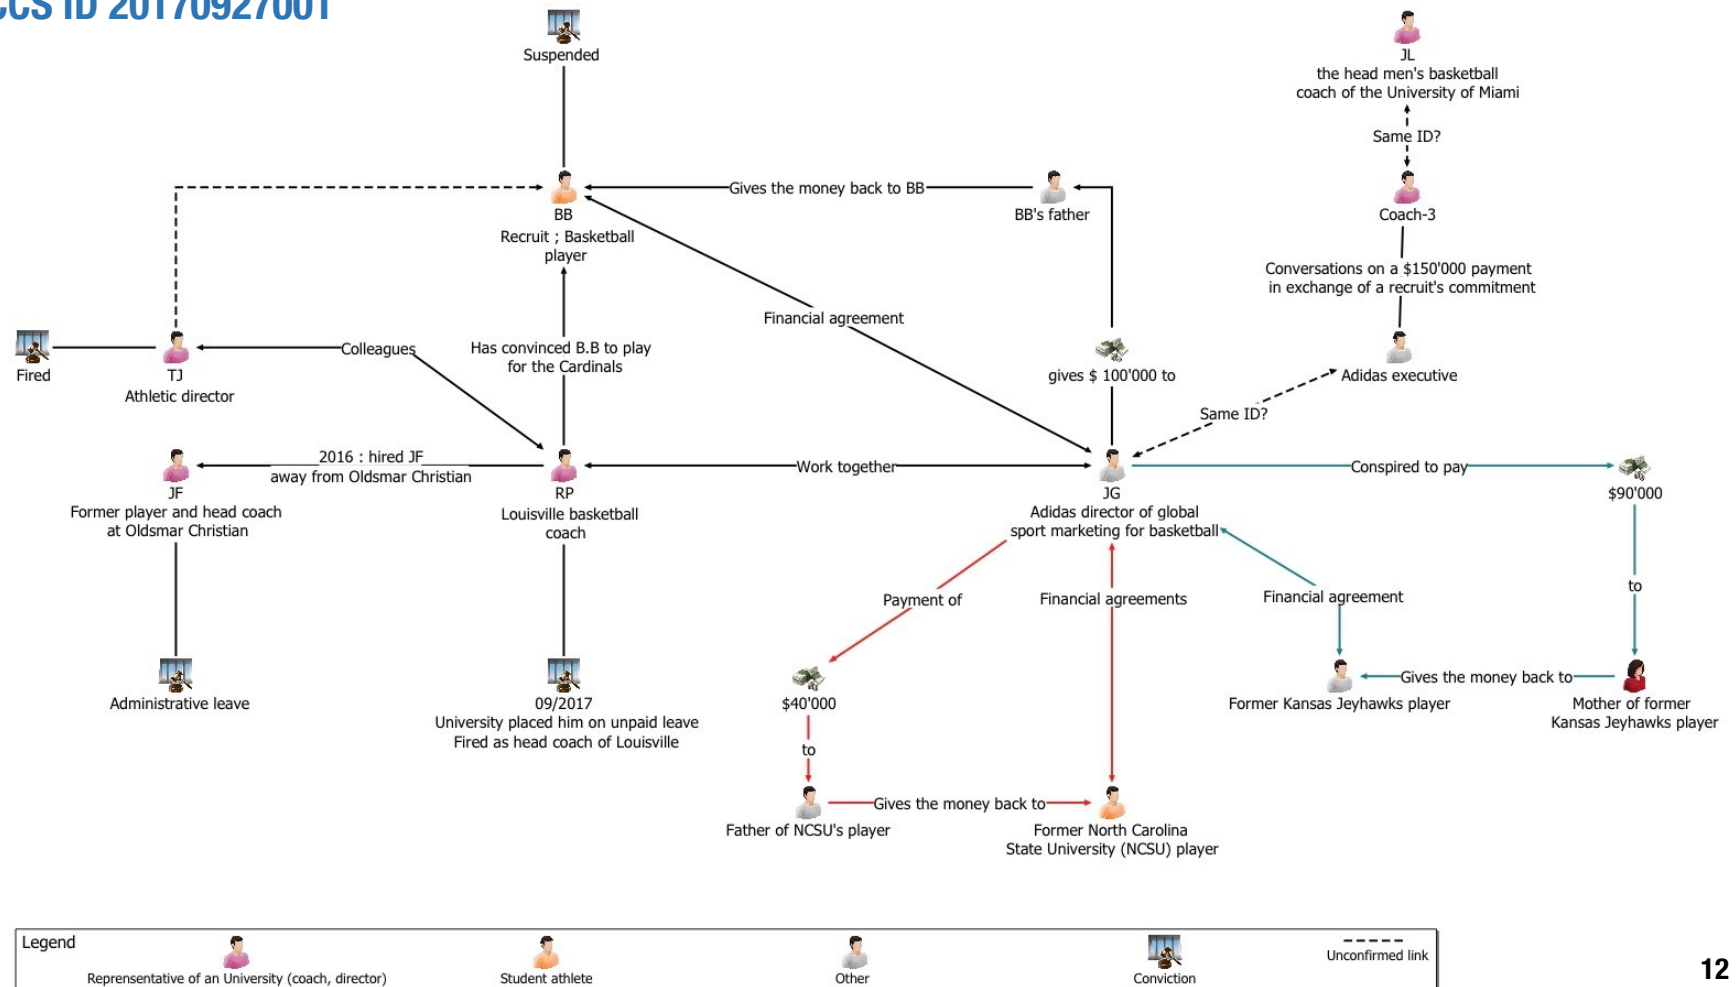 CCS ID 20170927001
Suspended
JL
the head men's basketball
coach of the University of Miami
Same ID?
Gives the money back to BB
BB
Recruit ; Basketball
player
BB's father
Coach-3
Conversations on a $150'000 payment
in exchange of a recruit's commitment
Financial agreement
Fired
TJ
Athletic director
Colleagues
Has convinced B.B to play
for the Cardinals
gives $ 100'000 to
Adidas executive
Same ID?
2016 : hired JF
away from Oldsmar Christian
Work together
Conspired to pay
JF
Former player and head coach
at Oldsmar Christian
RP
Louisville basketball
coach
JG
Adidas director of global
sport marketing for basketball
$90'000
Payment of
Financial agreements
Financial agreement
to
Administrative leave
09/2017
University placed him on unpaid leave
Fired as head coach of Louisville
$40'000
to
Former Kansas Jeyhawks player
Gives the money back to
Mother of former
Kansas Jeyhawks player
Father of NCSU's player
Gives the money back to
Former North Carolina
State University (NCSU) player
Legend
Reprensentative of an University (coach, director)
Student athlete
Other
Conviction
Unconfirmed link
12